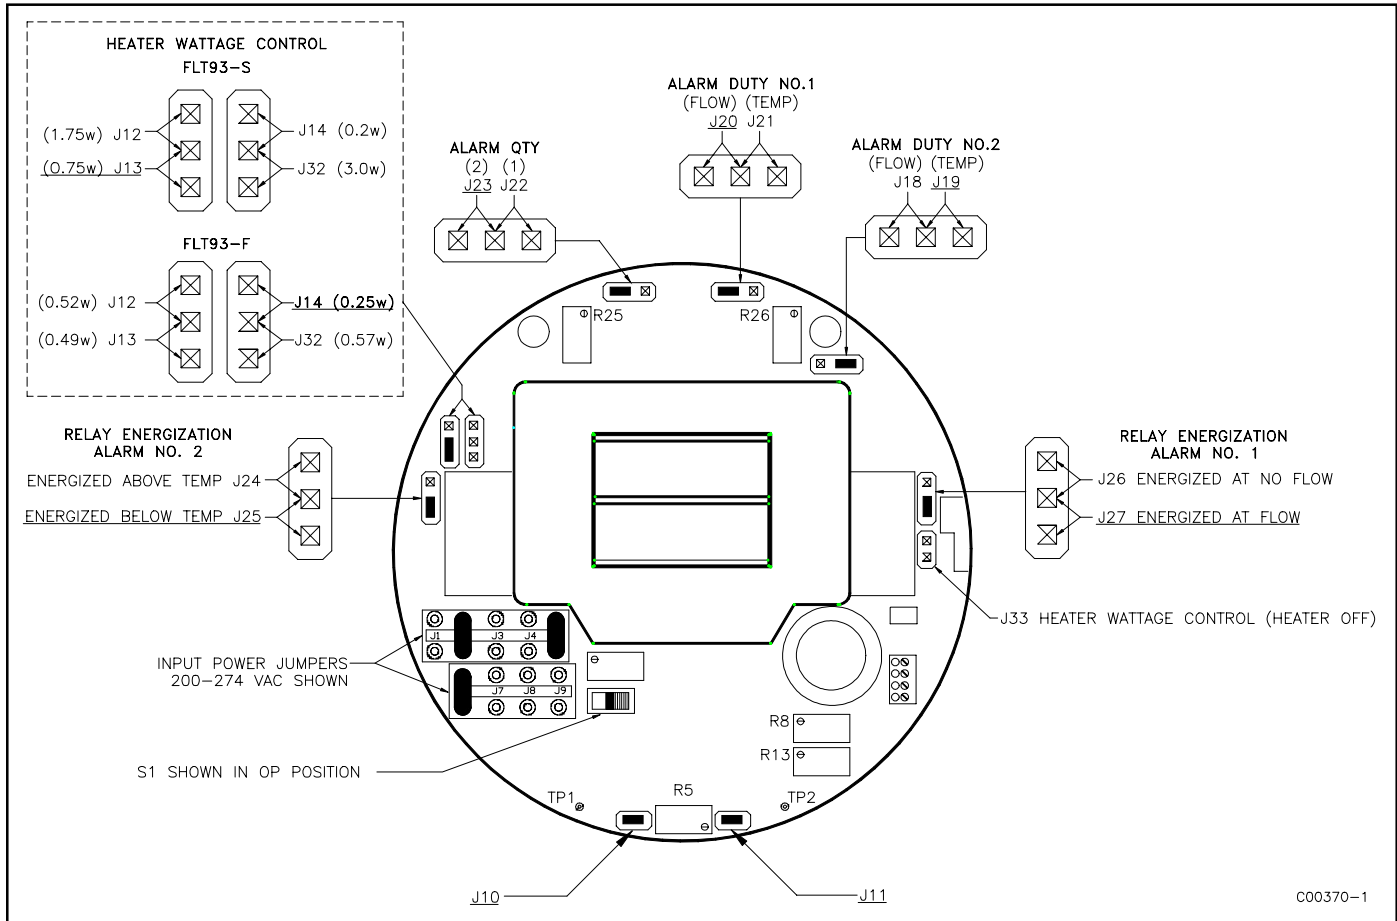 HEATER WATTAGE CONTROL
FLT93-S
(1.75w) J12
(0.75w) J13
J14 (0.2w)
J32 (3.0w)
FLT93-F
(0.52w) J12
(0.49w) J13
J14 (0.25w)
J32 (0.57w)
ALARM QTY
(2) (1)
J23 J22
ALARM DUTY NO.1
(FLOW) (TEMP)
J20 J21
ALARM DUTY NO.2
(FLOW) (TEMP)
J18 J19
R25
R26
RELAY ENERGIZATION
ALARM NO. 2
ENERGIZED ABOVE TEMP J24
ENERGIZED BELOW TEMP J25
RELAY ENERGIZATION
ALARM NO. 1
J26 ENERGIZED AT NO FLOW
J27 ENERGIZED AT FLOW
J33 HEATER WATTAGE CONTROL (HEATER OFF)
J1 J3 J4
J7 J8 J9
INPUT POWER JUMPERS
200-274 VAC SHOWN
S1 SHOWN IN OP POSITION
R8
R13
TP1
R5
TP2
J10
J11
C00370-1